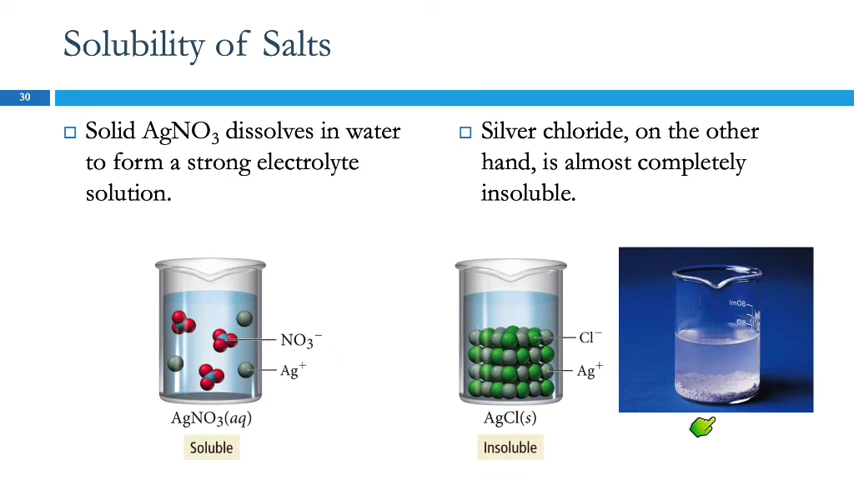 Solubility of Salts
30
Solid AgNO₃ dissolves in water
to form a strong electrolyte
solution.
Silver chloride, on the other
hand, is almost completely
insoluble.
NO₃⁻
Ag⁺
AgNO₃(aq)
Soluble
Cl⁻
Ag⁺
AgCl(s)
Insoluble